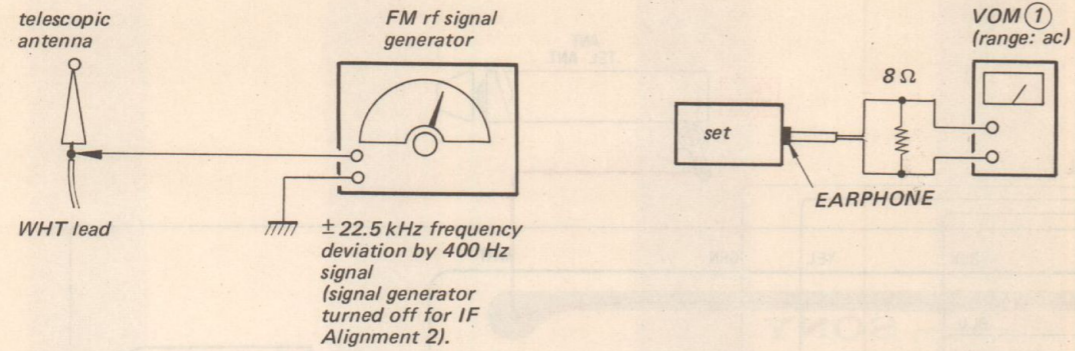 telescopic
antenna
WHT lead
FM rf signal
generator
± 22.5 kHz frequency
deviation by 400 Hz
signal
(signal generator
turned off for IF
Alignment 2).
set
EARPHONE
8 Ω
VOM ①
(range: ac)